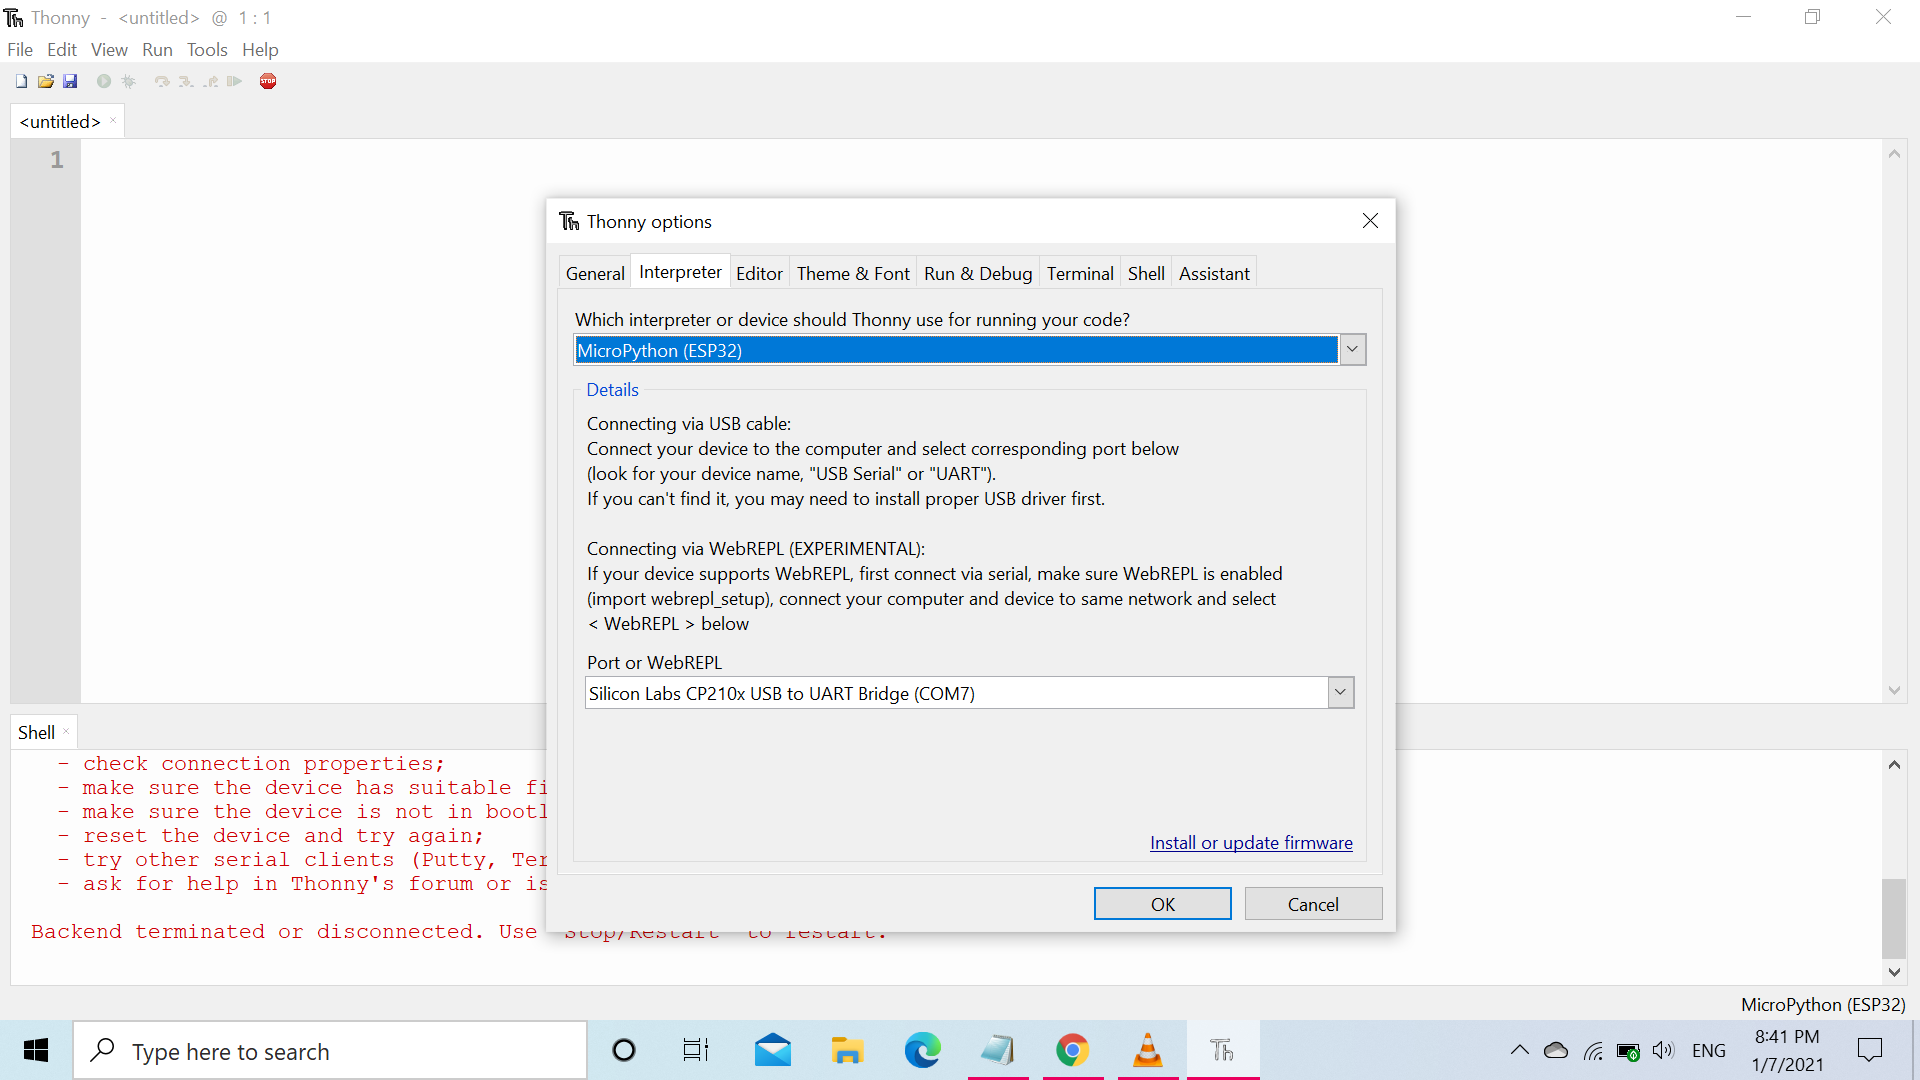 Thonny - <untitled> @ 1 : 1
File Edit View Run Tools Help
STOP
<untitled>
1
Thonny options
General Interpreter Editor Theme & Font Run & Debug Terminal Shell Assistant
Which interpreter or device should Thonny use for running your code?
MicroPython (ESP32)
Details
Connecting via USB cable:
Connect your device to the computer and select corresponding port below
(look for your device name, "USB Serial" or "UART").
If you can't find it, you may need to install proper USB driver first.
Connecting via WebREPL (EXPERIMENTAL):
If your device supports WebREPL, first connect via serial, make sure WebREPL is enabled
(import webrepl_setup), connect your computer and device to same network and select
< WebREPL > below
Port or WebREPL
Silicon Labs CP210x USB to UART Bridge (COM7)
Install or update firmware
OK Cancel
Shell
- check connection properties;
- make sure the device has suitable fi
- make sure the device is not in bootl
- reset the device and try again;
- try other serial clients (Putty, Ter
- ask for help in Thonny's forum or is
Backend terminated or disconnected. Use 'Stop/Restart' to restart.
MicroPython (ESP32)
Type here to search
ENG
8:41 PM
1/7/2021